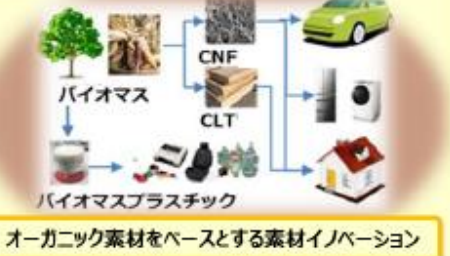 バイオマス
CNF
CLT
バイオマスプラスチック
オーガニック素材をベースとする素材イノベーション